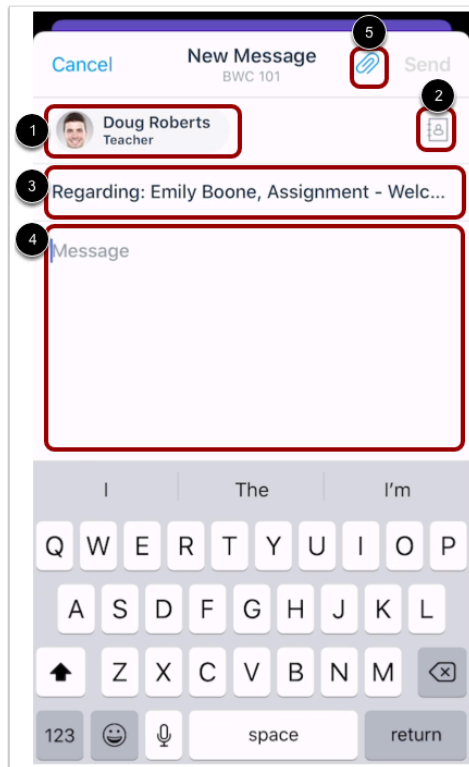 5
Cancel New Message Send
BWC 101
2
1 Doug Roberts
Teacher
3 Regarding: Emily Boone, Assignment - Welc...
4 Message
I The I'm
Q W E R T Y U I O P
A S D F G H J K L
Z X C V B N M
123 space return